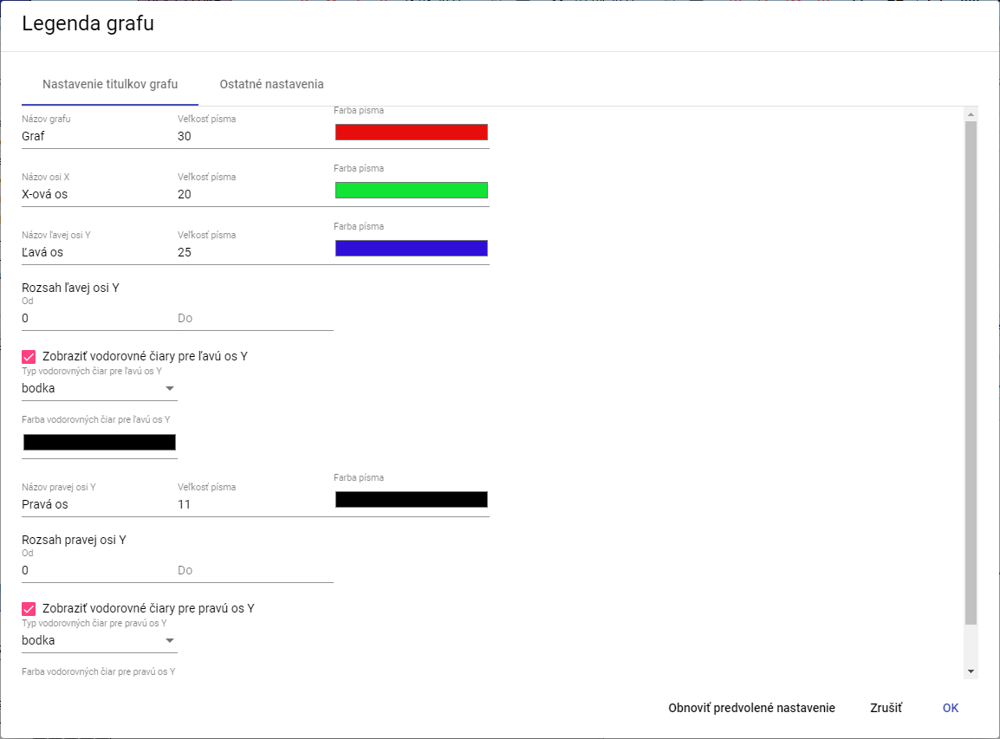 Legenda grafu
Nastavenie titulkov grafu Ostatné nastavenia
Názov grafu Veľkosť písma Farba písma
Graf 30
Názov osi X Veľkosť písma Farba písma
X-ová os 20
Názov ľavej osi Y Veľkosť písma Farba písma
Ľavá os 25
Rozsah ľavej osi Y
Od
0 Do
Zobraziť vodorovné čiary pre ľavú os Y
Typ vodorovných čiar pre ľavú os Y
bodka
Farba vodorovných čiar pre ľavú os Y
Názov pravej osi Y Veľkosť písma Farba písma
Pravá os 11
Rozsah pravej osi Y
Od
0 Do
Zobraziť vodorovné čiary pre pravú os Y
Typ vodorovných čiar pre pravú os Y
bodka
Farba vodorovných čiar pre pravú os Y
Obnoviť predvolené nastavenie Zrušiť OK